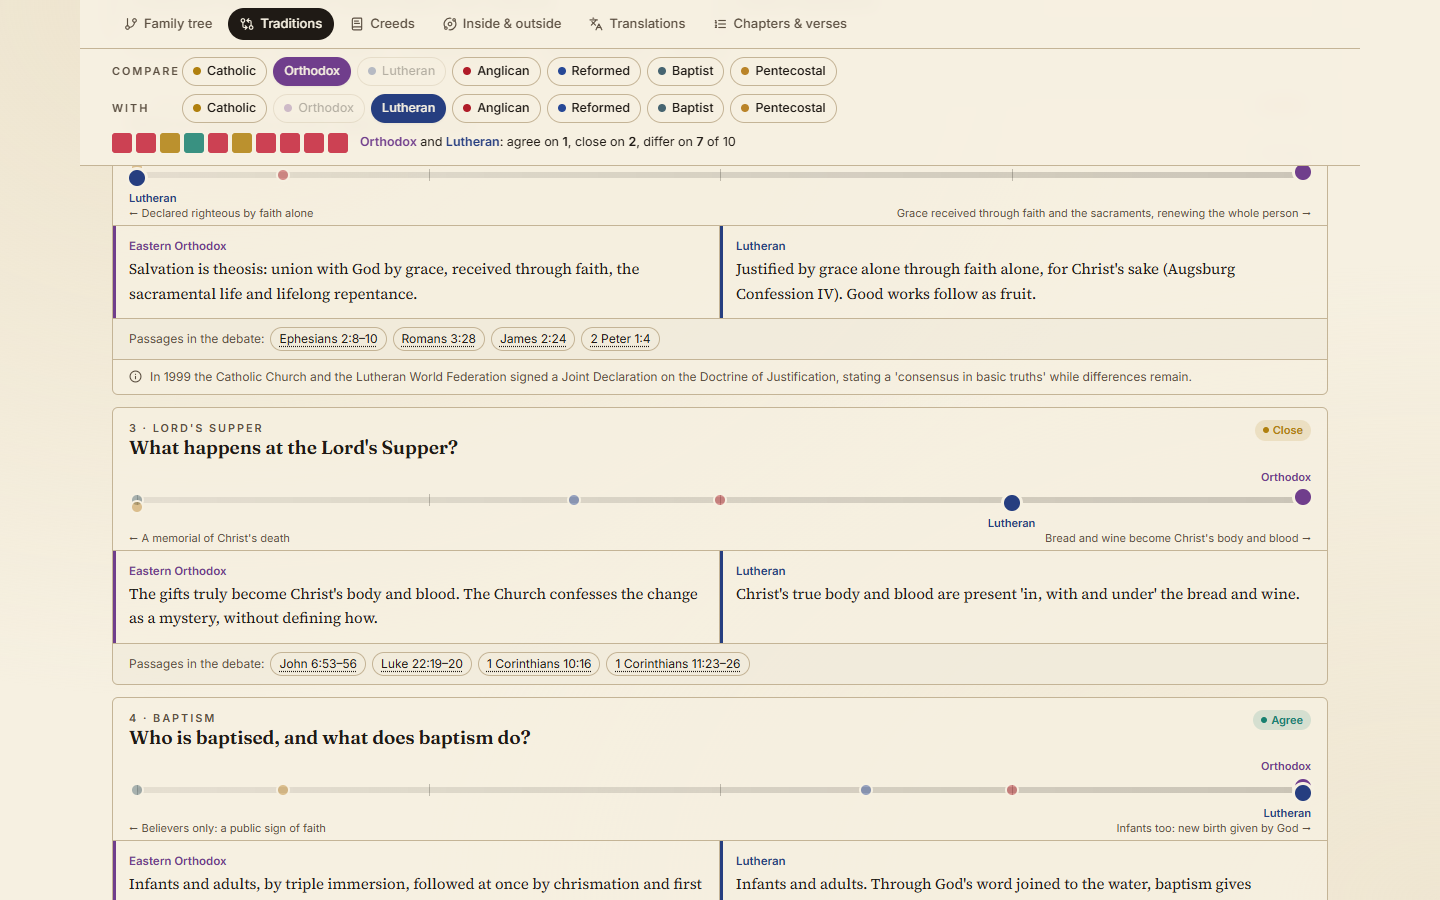 Family tree Traditions Creeds Inside & outside Translations Chapters & verses
COMPARE Catholic Orthodox Lutheran Anglican Reformed Baptist Pentecostal
WITH Catholic Orthodox Lutheran Anglican Reformed Baptist Pentecostal
Orthodox and Lutheran: agree on 1, close on 2, differ on 7 of 10
Lutheran
← Declared righteous by faith alone
Grace received through faith and the sacraments, renewing the whole person →
Eastern Orthodox
Salvation is theosis: union with God by grace, received through faith, the
sacramental life and lifelong repentance.
Lutheran
Justified by grace alone through faith alone, for Christ's sake (Augsburg
Confession IV). Good works follow as fruit.
Passages in the debate: Ephesians 2:8–10 Romans 3:28 James 2:24 2 Peter 1:4
In 1999 the Catholic Church and the Lutheran World Federation signed a Joint Declaration on the Doctrine of Justification, stating a 'consensus in basic truths' while differences remain.
3 · LORD'S SUPPER
What happens at the Lord's Supper?
Close
Orthodox
Lutheran
← A memorial of Christ's death
Bread and wine become Christ's body and blood →
Eastern Orthodox
The gifts truly become Christ's body and blood. The Church confesses the change
as a mystery, without defining how.
Lutheran
Christ's true body and blood are present 'in, with and under' the bread and wine.
Passages in the debate: John 6:53–56 Luke 22:19–20 1 Corinthians 10:16 1 Corinthians 11:23–26
4 · BAPTISM
Who is baptised, and what does baptism do?
Agree
Orthodox
Lutheran
← Believers only: a public sign of faith
Infants too: new birth given by God →
Eastern Orthodox
Infants and adults, by triple immersion, followed at once by chrismation and first
Lutheran
Infants and adults. Through God's word joined to the water, baptism gives